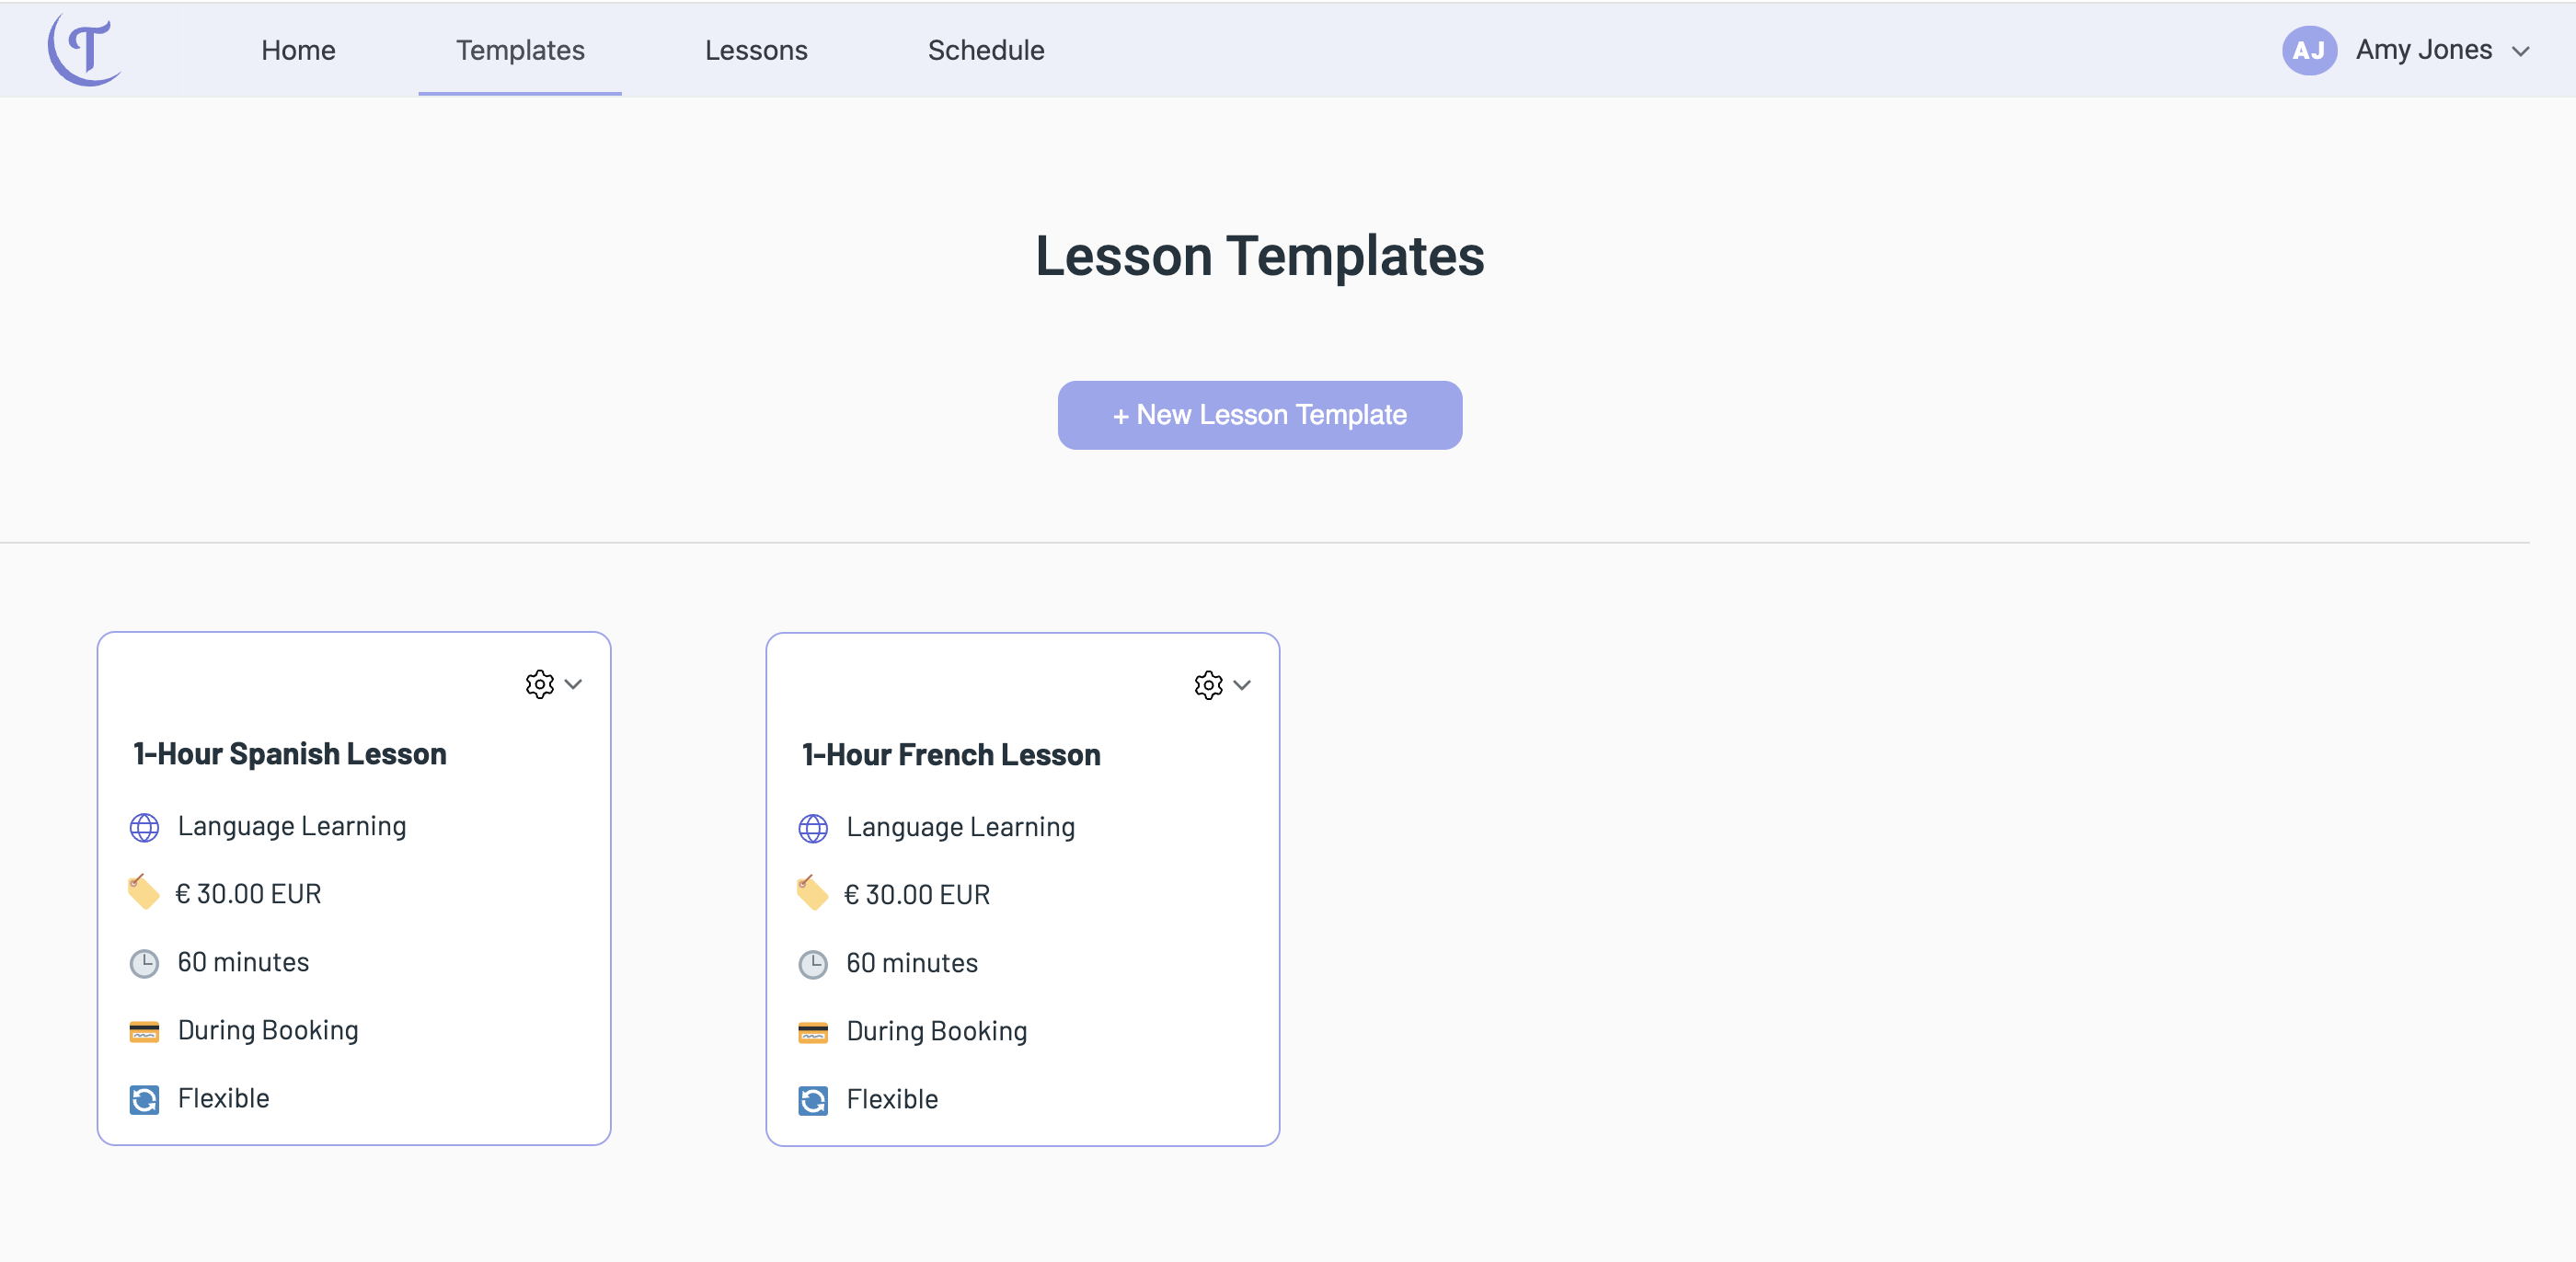 T
Home
Templates
Lessons
Schedule
AJ
Amy Jones
Lesson Templates
+ New Lesson Template
1-Hour Spanish Lesson
Language Learning
€ 30.00 EUR
60 minutes
During Booking
Flexible
1-Hour French Lesson
Language Learning
€ 30.00 EUR
60 minutes
During Booking
Flexible